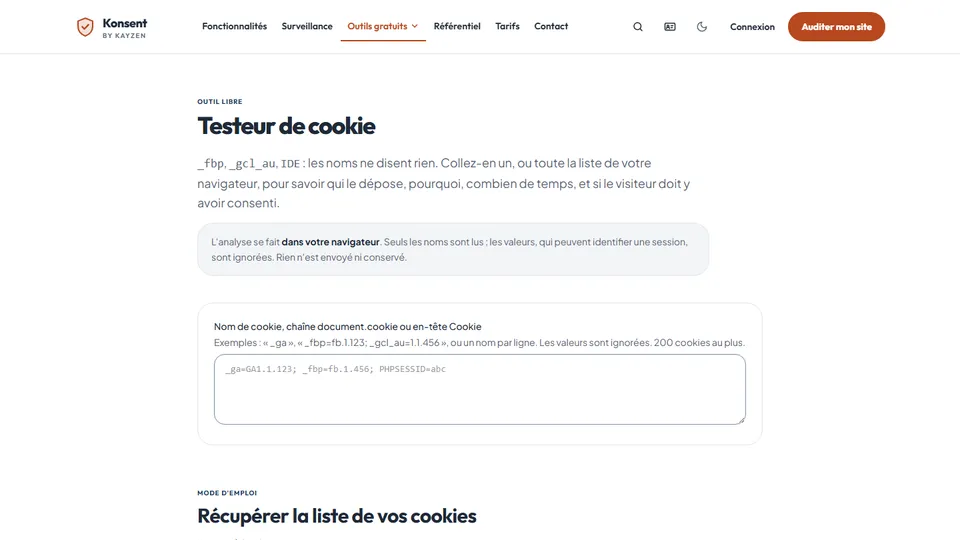 Konsent
BY KAYZEN
Fonctionnalités
Surveillance
Outils gratuits
Référentiel
Tarifs
Contact
Connexion
Auditer mon site
OUTIL LIBRE
Testeur de cookie
_fbp, _gcl_au, IDE : les noms ne disent rien. Collez-en un, ou toute la liste de votre
navigateur, pour savoir qui le dépose, pourquoi, combien de temps, et si le visiteur doit y
avoir consenti.
L'analyse se fait dans votre navigateur. Seuls les noms sont lus : les valeurs, qui peuvent identifier une session,
sont ignorées. Rien n'est envoyé ni conservé.
Nom de cookie, chaîne document.cookie ou en-tête Cookie
Exemples : « _ga », « _fbp=fb.1.123; _gcl_au=1.1.456 », ou un nom par ligne. Les valeurs sont ignorées. 200 cookies au plus.
_ga=GA1.1.123; _fbp=fb.1.456; PHPSESSID=abc
MODE D'EMPLOI
Récupérer la liste de vos cookies